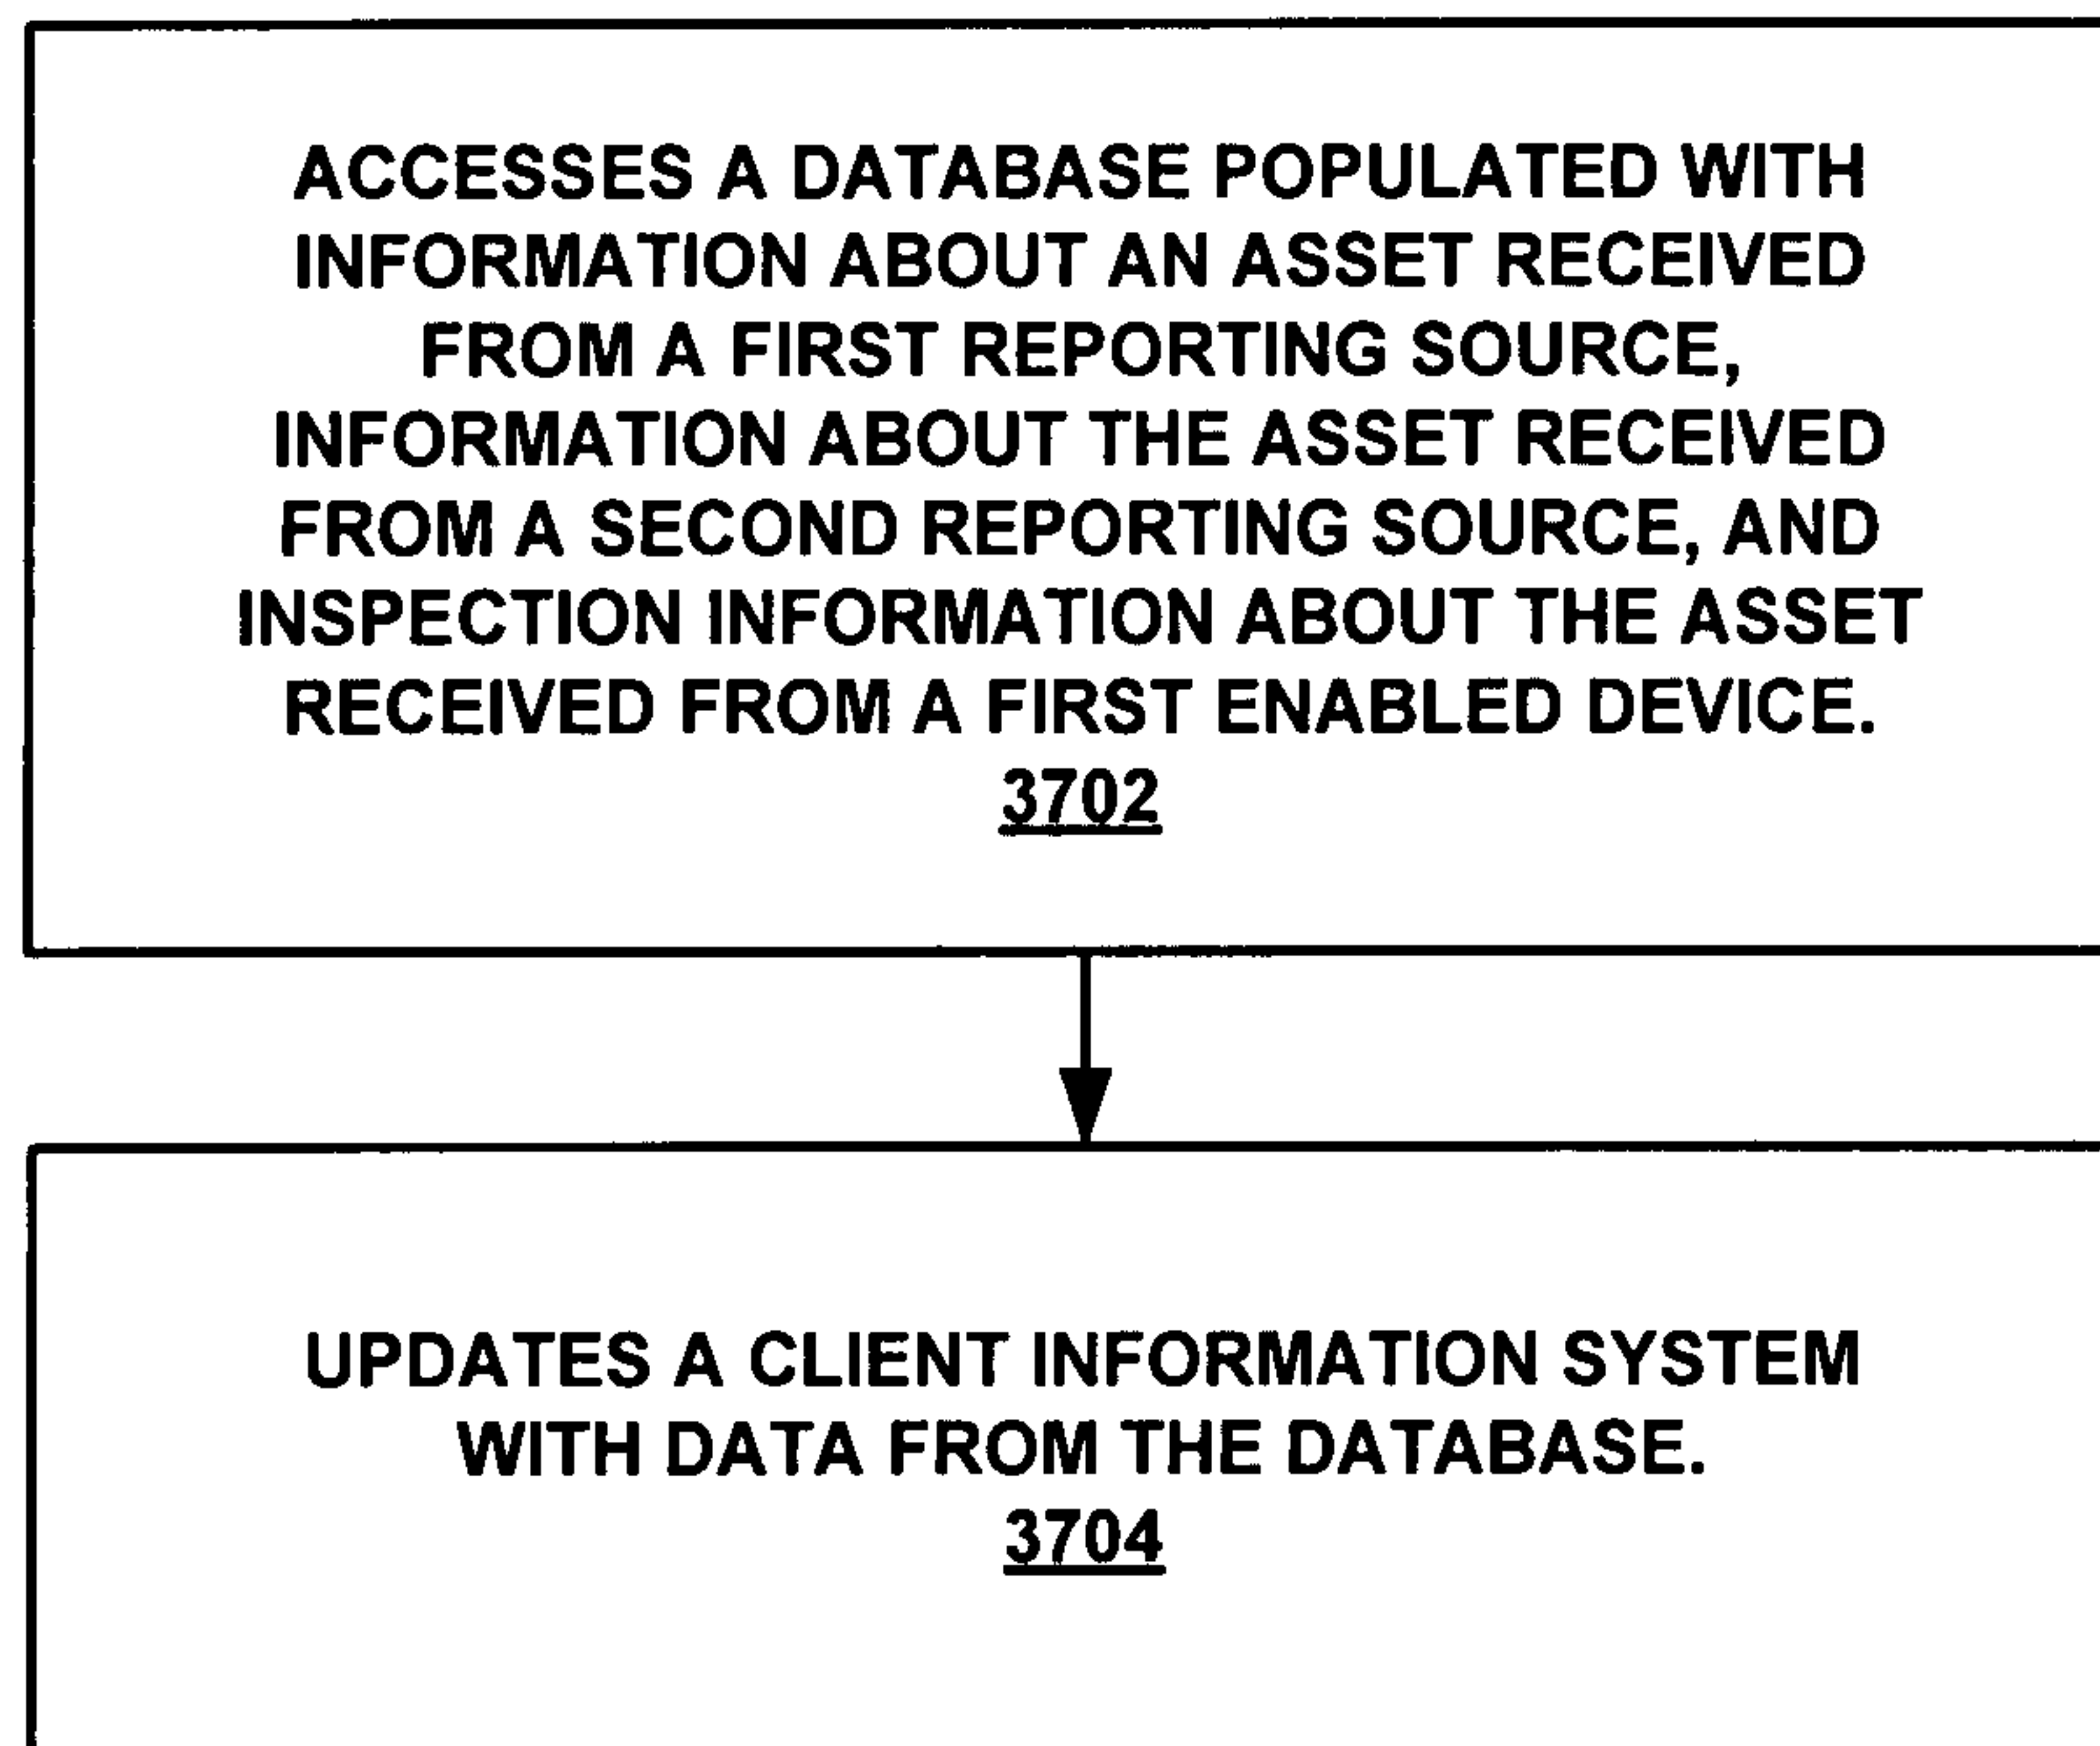 ACCESSES A DATABASE POPULATED WITH
INFORMATION ABOUT AN ASSET RECEIVED
FROM A FIRST REPORTING SOURCE,
INFORMATION ABOUT THE ASSET RECEIVED
FROM A SECOND REPORTING SOURCE, AND
INSPECTION INFORMATION ABOUT THE ASSET
RECEIVED FROM A FIRST ENABLED DEVICE.
3702
UPDATES A CLIENT INFORMATION SYSTEM
WITH DATA FROM THE DATABASE.
3704